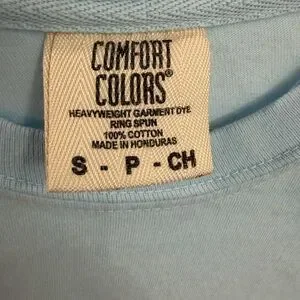 COMFORT
COLORS®
HEAVYWEIGHT GARMENT DYE
RING SPUN
100% COTTON
MADE IN HONDURAS
S - P - CH